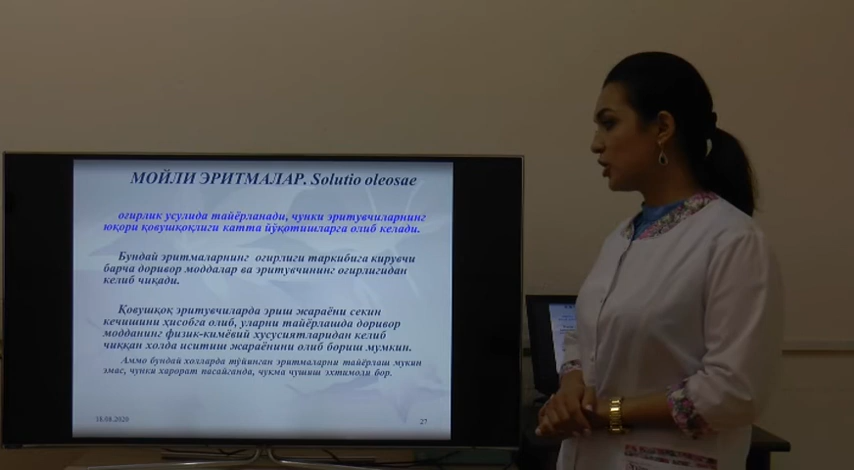 МОЙЛИ ЭРИТМАЛАР. Solutio oleosae
оғирлик усулида тайёрланади, чунки эритувчиларнинг
юқори қовушқоқлиги катта йўқотишларга олиб келади.
Бундай эритмаларнинг оғирлиги таркибига кирувчи
барча доривор моддалар ва эритувчининг оғирлигидан
келиб чиқади.
Қовушқоқ эритувчиларда эриш жараёни секин
кечишини ҳисобга олиб, уларни тайёрлашда доривор
модданинг физик-кимёвий хусусиятларидан келиб
чиққан холда иситиш жараёнини олиб бориш мумкин.
Аммо бундай холларда тўйинган эритмаларни тайёрлаш мукин
эмас, чунки харорат пасайганда, чукма чушиш эхтимоли бор.
18.08.2020
27